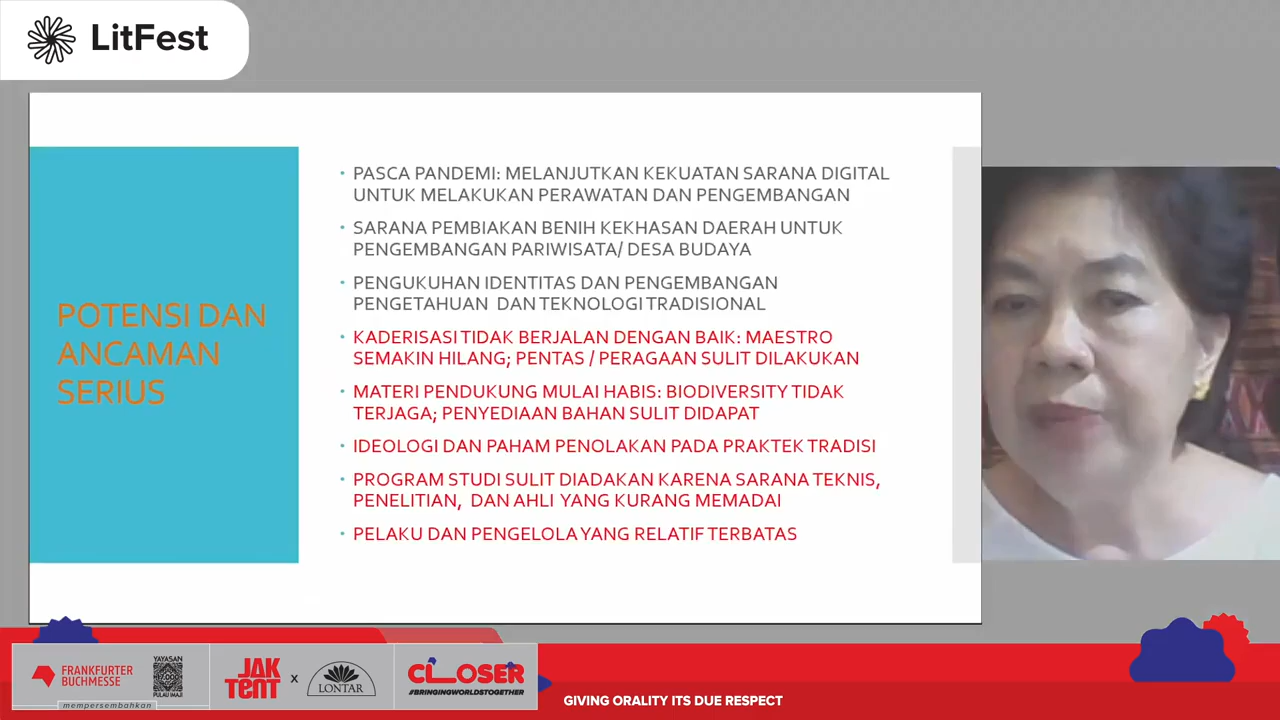 LitFest
POTENSI DAN
ANCAMAN
SERIUS
• PASCA PANDEMI: MELANJUTKAN KEKUATAN SARANA DIGITAL
UNTUK MELAKUKAN PERAWATAN DAN PENGEMBANGAN
• SARANA PEMBIAKAN BENIH KEKHASAN DAERAH UNTUK
PENGEMBANGAN PARIWISATA/ DESA BUDAYA
• PENGUKUHAN IDENTITAS DAN PENGEMBANGAN
PENGETAHUAN DAN TEKNOLOGI TRADISIONAL
• KADERISASI TIDAK BERJALAN DENGAN BAIK: MAESTRO
SEMAKIN HILANG; PENTAS / PERAGAAN SULIT DILAKUKAN
• MATERI PENDUKUNG MULAI HABIS: BIODIVERSITY TIDAK
TERJAGA; PENYEDIAAN BAHAN SULIT DIDAPAT
• IDEOLOGI DAN PAHAM PENOLAKAN PADA PRAKTEK TRADISI
• PROGRAM STUDI SULIT DIADAKAN KARENA SARANA TEKNIS,
PENELITIAN, DAN AHLI YANG KURANG MEMADAI
• PELAKU DAN PENGELOLA YANG RELATIF TERBATAS
FRANKFURTER
BUCHMESSE
YAYASAN
17.000
PULAU IMAJI
mempersembahkan
JAK
TENT
x
LONTAR
CLOSER
#BRINGINGWORLDSTOGETHER
GIVING ORALITY ITS DUE RESPECT